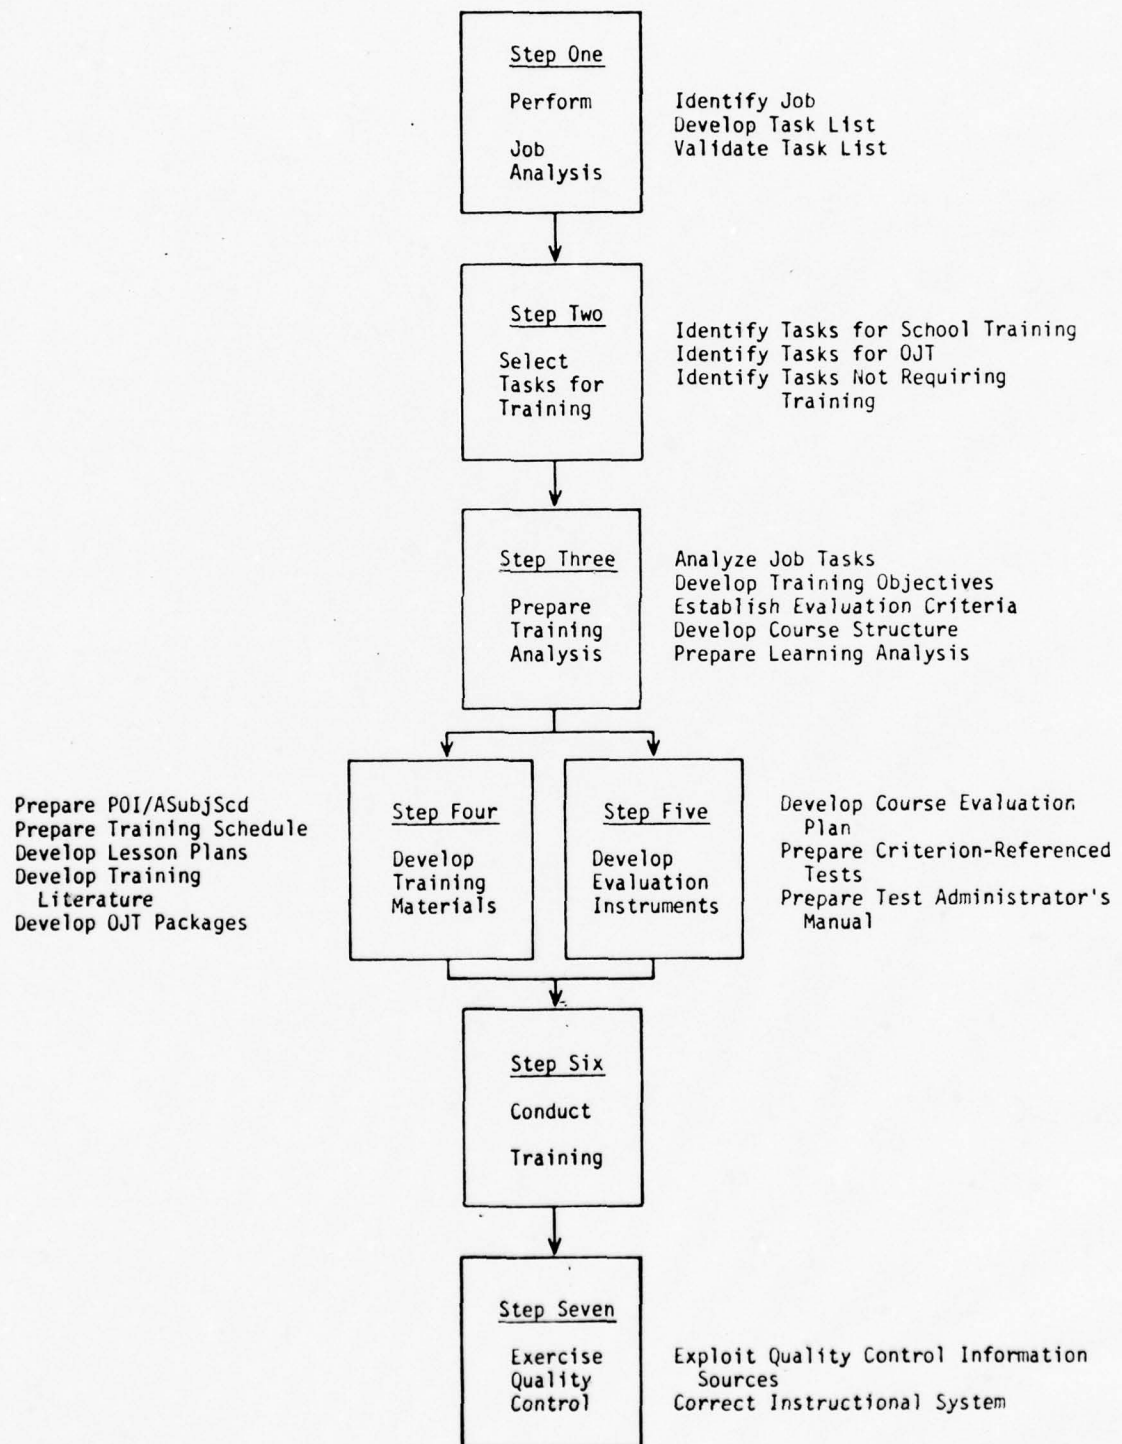 Step One
Perform
Job
Analysis
Identify Job
Develop Task List
Validate Task List
Step Two
Select
Tasks for
Training
Identify Tasks for School Training
Identify Tasks for OJT
Identify Tasks Not Requiring
Training
Step Three
Prepare
Training
Analysis
Analyze Job Tasks
Develop Training Objectives
Establish Evaluation Criteria
Develop Course Structure
Prepare Learning Analysis
Prepare POI/ASubjScd
Prepare Training Schedule
Develop Lesson Plans
Develop Training
Literature
Develop OJT Packages
Step Four
Develop
Training
Materials
Step Five
Develop
Evaluation
Instruments
Develop Course Evaluation
Plan
Prepare Criterion-Referenced
Tests
Prepare Test Administrator's
Manual
Step Six
Conduct
Training
Step Seven
Exercise
Quality
Control
Exploit Quality Control Information
Sources
Correct Instructional System